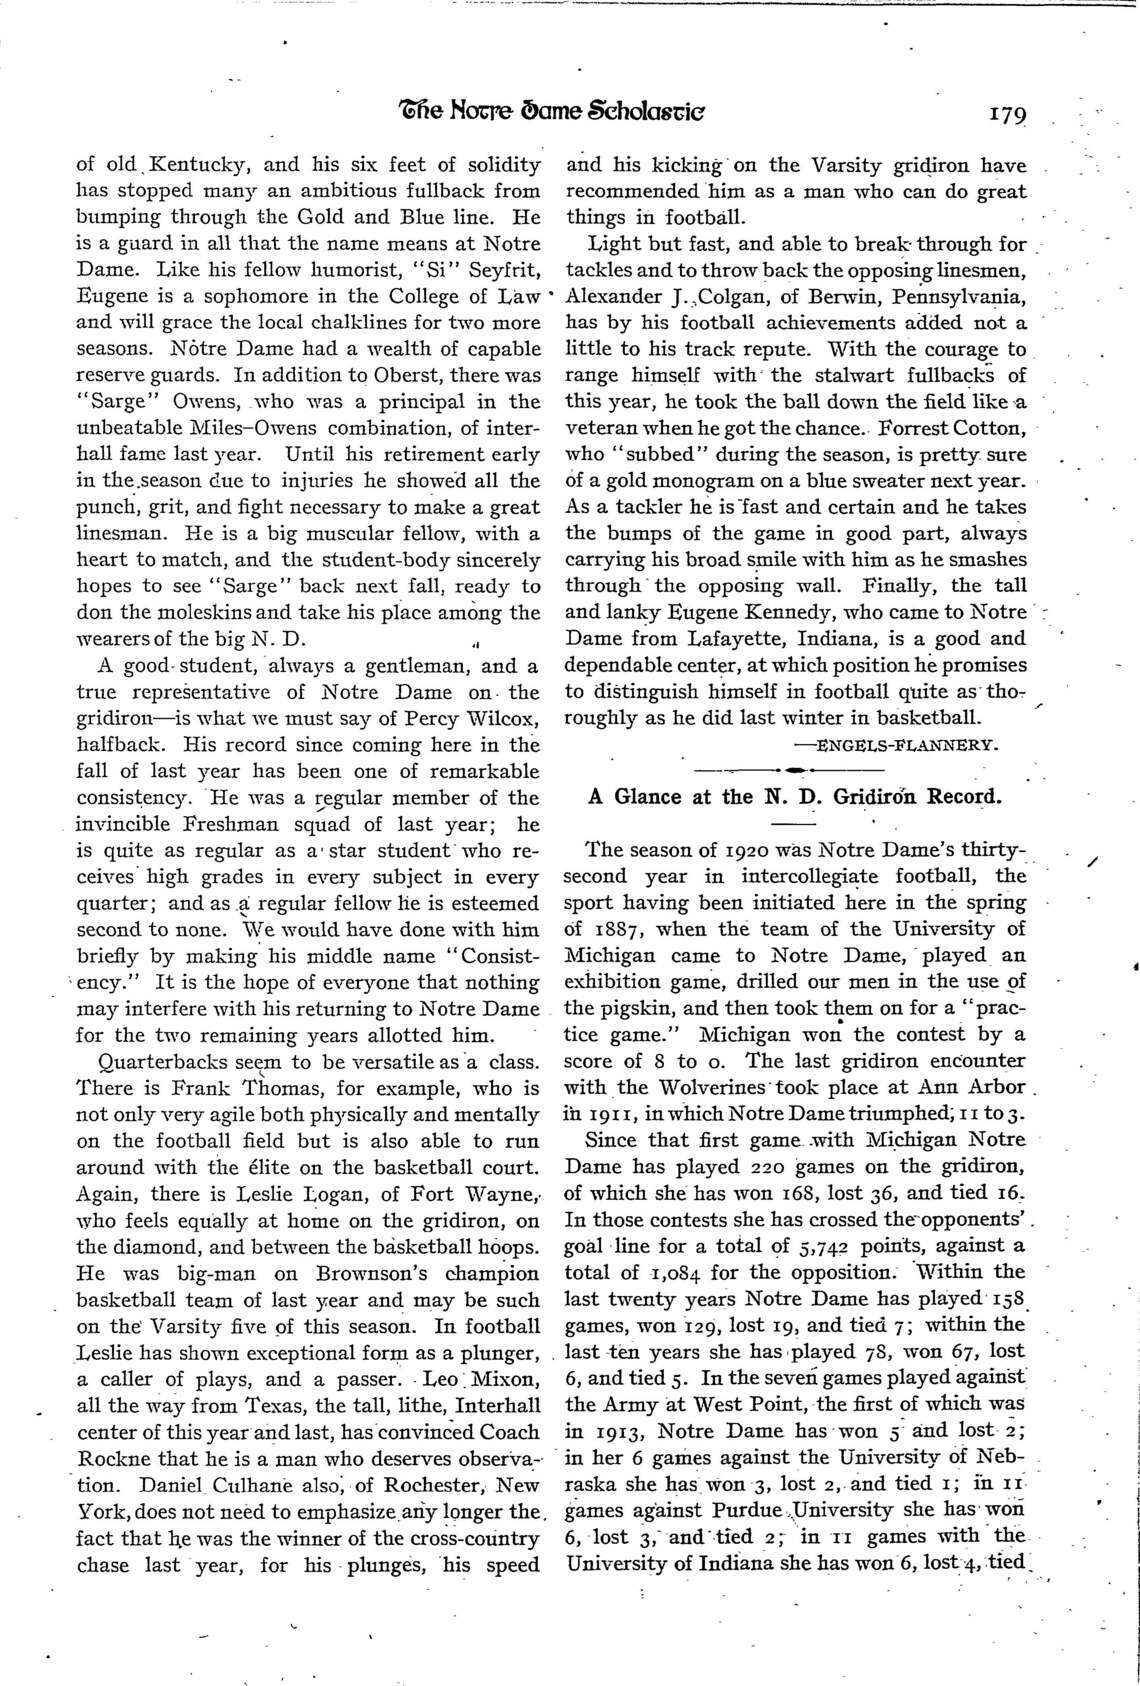 The Notre Dame Scholastic
179
of old Kentucky, and his six feet of solidity
has stopped many an ambitious fullback from
bumping through the Gold and Blue line. He
is a guard in all that the name means at Notre
Dame. Like his fellow humorist, "Si" Seyfrit,
Eugene is a sophomore in the College of Law
and will grace the local chalklines for two more
seasons. Notre Dame had a wealth of capable
reserve guards. In addition to Oberst, there was
"Sarge" Owens, who was a principal in the
unbeatable Miles–Owens combination, of inter-
hall fame last year. Until his retirement early
in the season due to injuries he showed all the
punch, grit, and fight necessary to make a great
linesman. He is a big muscular fellow, with a
heart to match, and the student-body sincerely
hopes to see "Sarge" back next fall, ready to
don the moleskins and take his place among the
wearers of the big N. D.
A good student, always a gentleman, and a
true representative of Notre Dame on the
gridiron—is what we must say of Percy Wilcox,
halfback. His record since coming here in the
fall of last year has been one of remarkable
consistency. He was a regular member of the
invincible Freshman squad of last year; he
is quite as regular as a star student who re-
ceives high grades in every subject in every
quarter; and as a regular fellow he is esteemed
second to none. We would have done with him
briefly by making his middle name "Consist-
ency." It is the hope of everyone that nothing
may interfere with his returning to Notre Dame
for the two remaining years allotted him.
Quarterbacks seem to be versatile as a class.
There is Frank Thomas, for example, who is
not only very agile both physically and mentally
on the football field but is also able to run
around with the élite on the basketball court.
Again, there is Leslie Logan, of Fort Wayne,
who feels equally at home on the gridiron, on
the diamond, and between the basketball hoops.
He was big-man on Brownson's champion
basketball team of last year and may be such
on the Varsity five of this season. In football
Leslie has shown exceptional form as a plunger,
a caller of plays, and a passer. Leo Mixon,
all the way from Texas, the tall, lithe, Interhall
center of this year and last, has convinced Coach
Rockne that he is a man who deserves observa-
tion. Daniel Culhane also, of Rochester, New
York, does not need to emphasize any longer the
fact that he was the winner of the cross-country
chase last year, for his plunges, his speed
and his kicking on the Varsity gridiron have
recommended him as a man who can do great
things in football.
Light but fast, and able to break through for
tackles and to throw back the opposing linesmen,
Alexander J. Colgan, of Berwin, Pennsylvania,
has by his football achievements added not a
little to his track repute. With the courage to
range himself with the stalwart fullbacks of
this year, he took the ball down the field like a
veteran when he got the chance. Forrest Cotton,
who "subbed" during the season, is pretty sure
of a gold monogram on a blue sweater next year.
As a tackler he is fast and certain and he takes
the bumps of the game in good part, always
carrying his broad smile with him as he smashes
through the opposing wall. Finally, the tall
and lanky Eugene Kennedy, who came to Notre
Dame from Lafayette, Indiana, is a good and
dependable center, at which position he promises
to distinguish himself in football quite as tho-
roughly as he did last winter in basketball.
—ENGELS-FLANNERY.
A Glance at the N. D. Gridiron Record.
The season of 1920 was Notre Dame's thirty-
second year in intercollegiate football, the
sport having been initiated here in the spring
of 1887, when the team of the University of
Michigan came to Notre Dame, played an
exhibition game, drilled our men in the use of
the pigskin, and then took them on for a "prac-
tice game." Michigan won the contest by a
score of 8 to 0. The last gridiron encounter
with the Wolverines took place at Ann Arbor
in 1911, in which Notre Dame triumphed, 11 to 3.
Since that first game with Michigan Notre
Dame has played 220 games on the gridiron,
of which she has won 168, lost 36, and tied 16.
In those contests she has crossed the opponents'
goal line for a total of 5,742 points, against a
total of 1,084 for the opposition. Within the
last twenty years Notre Dame has played 158
games, won 129, lost 19, and tied 7; within the
last ten years she has played 78, won 67, lost
6, and tied 5. In the seven games played against
the Army at West Point, the first of which was
in 1913, Notre Dame has won 5 and lost 2;
in her 6 games against the University of Neb-
raska she has won 3, lost 2, and tied 1; in 11
games against Purdue University she has won
6, lost 3, and tied 2; in 11 games with the
University of Indiana she has won 6, lost 4, tied